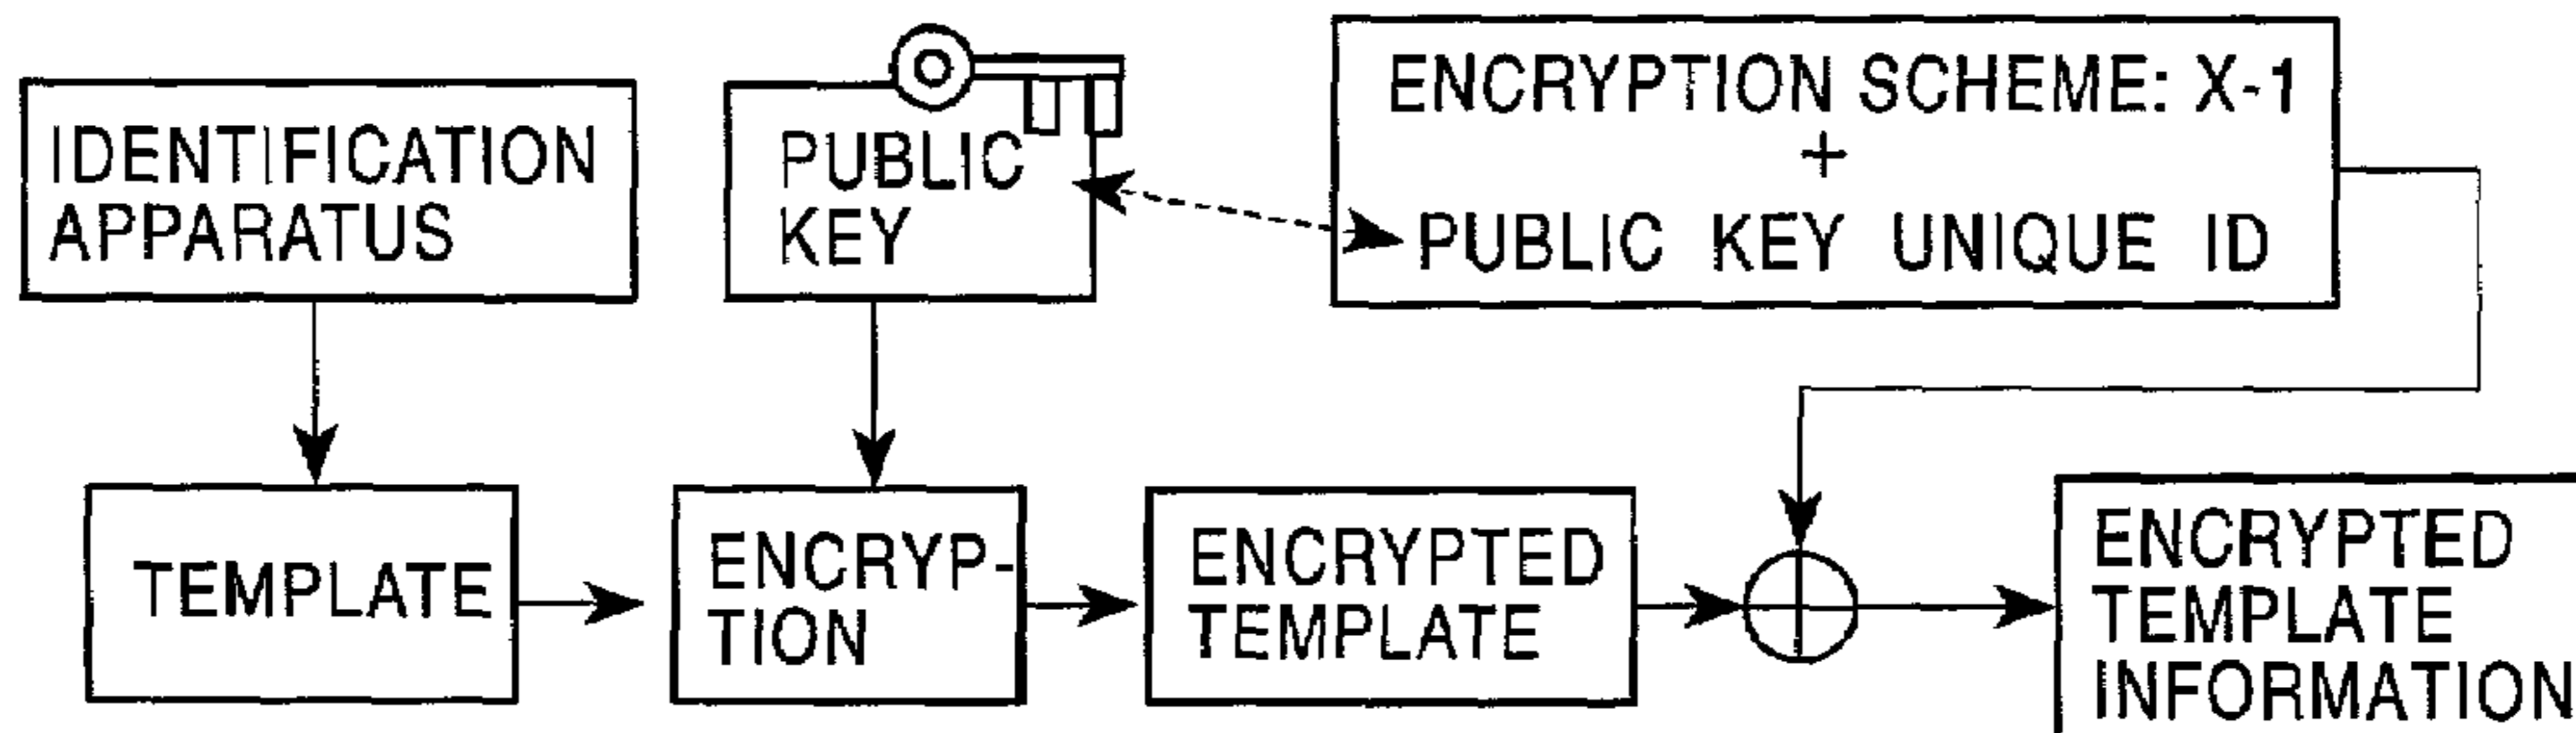 IDENTIFICATION
APPARATUS
PUBLIC
KEY
ENCRYPTION SCHEME: X-1
+
PUBLIC KEY UNIQUE ID
TEMPLATE
ENCRYP-
TION
ENCRYPTED
TEMPLATE
ENCRYPTED
TEMPLATE
INFORMATION